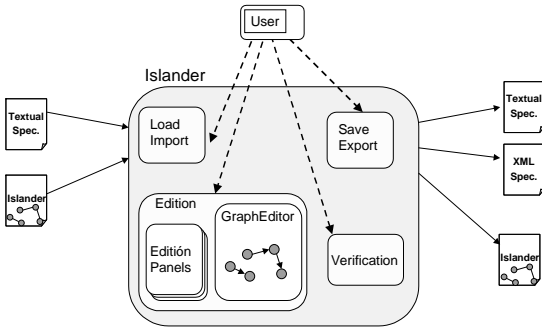 User
Islander
Textual
Spec.
Islander
Load
Import
Save
Export
Edition
Editión
Panels
GraphEditor
Verification
Textual
Spec.
XML
Spec.
Islander